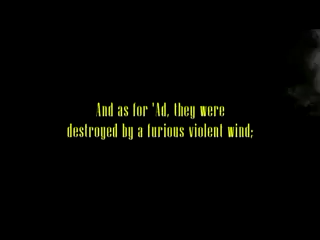 And as for 'Ad, they were
destroyed by a furious violent wind;